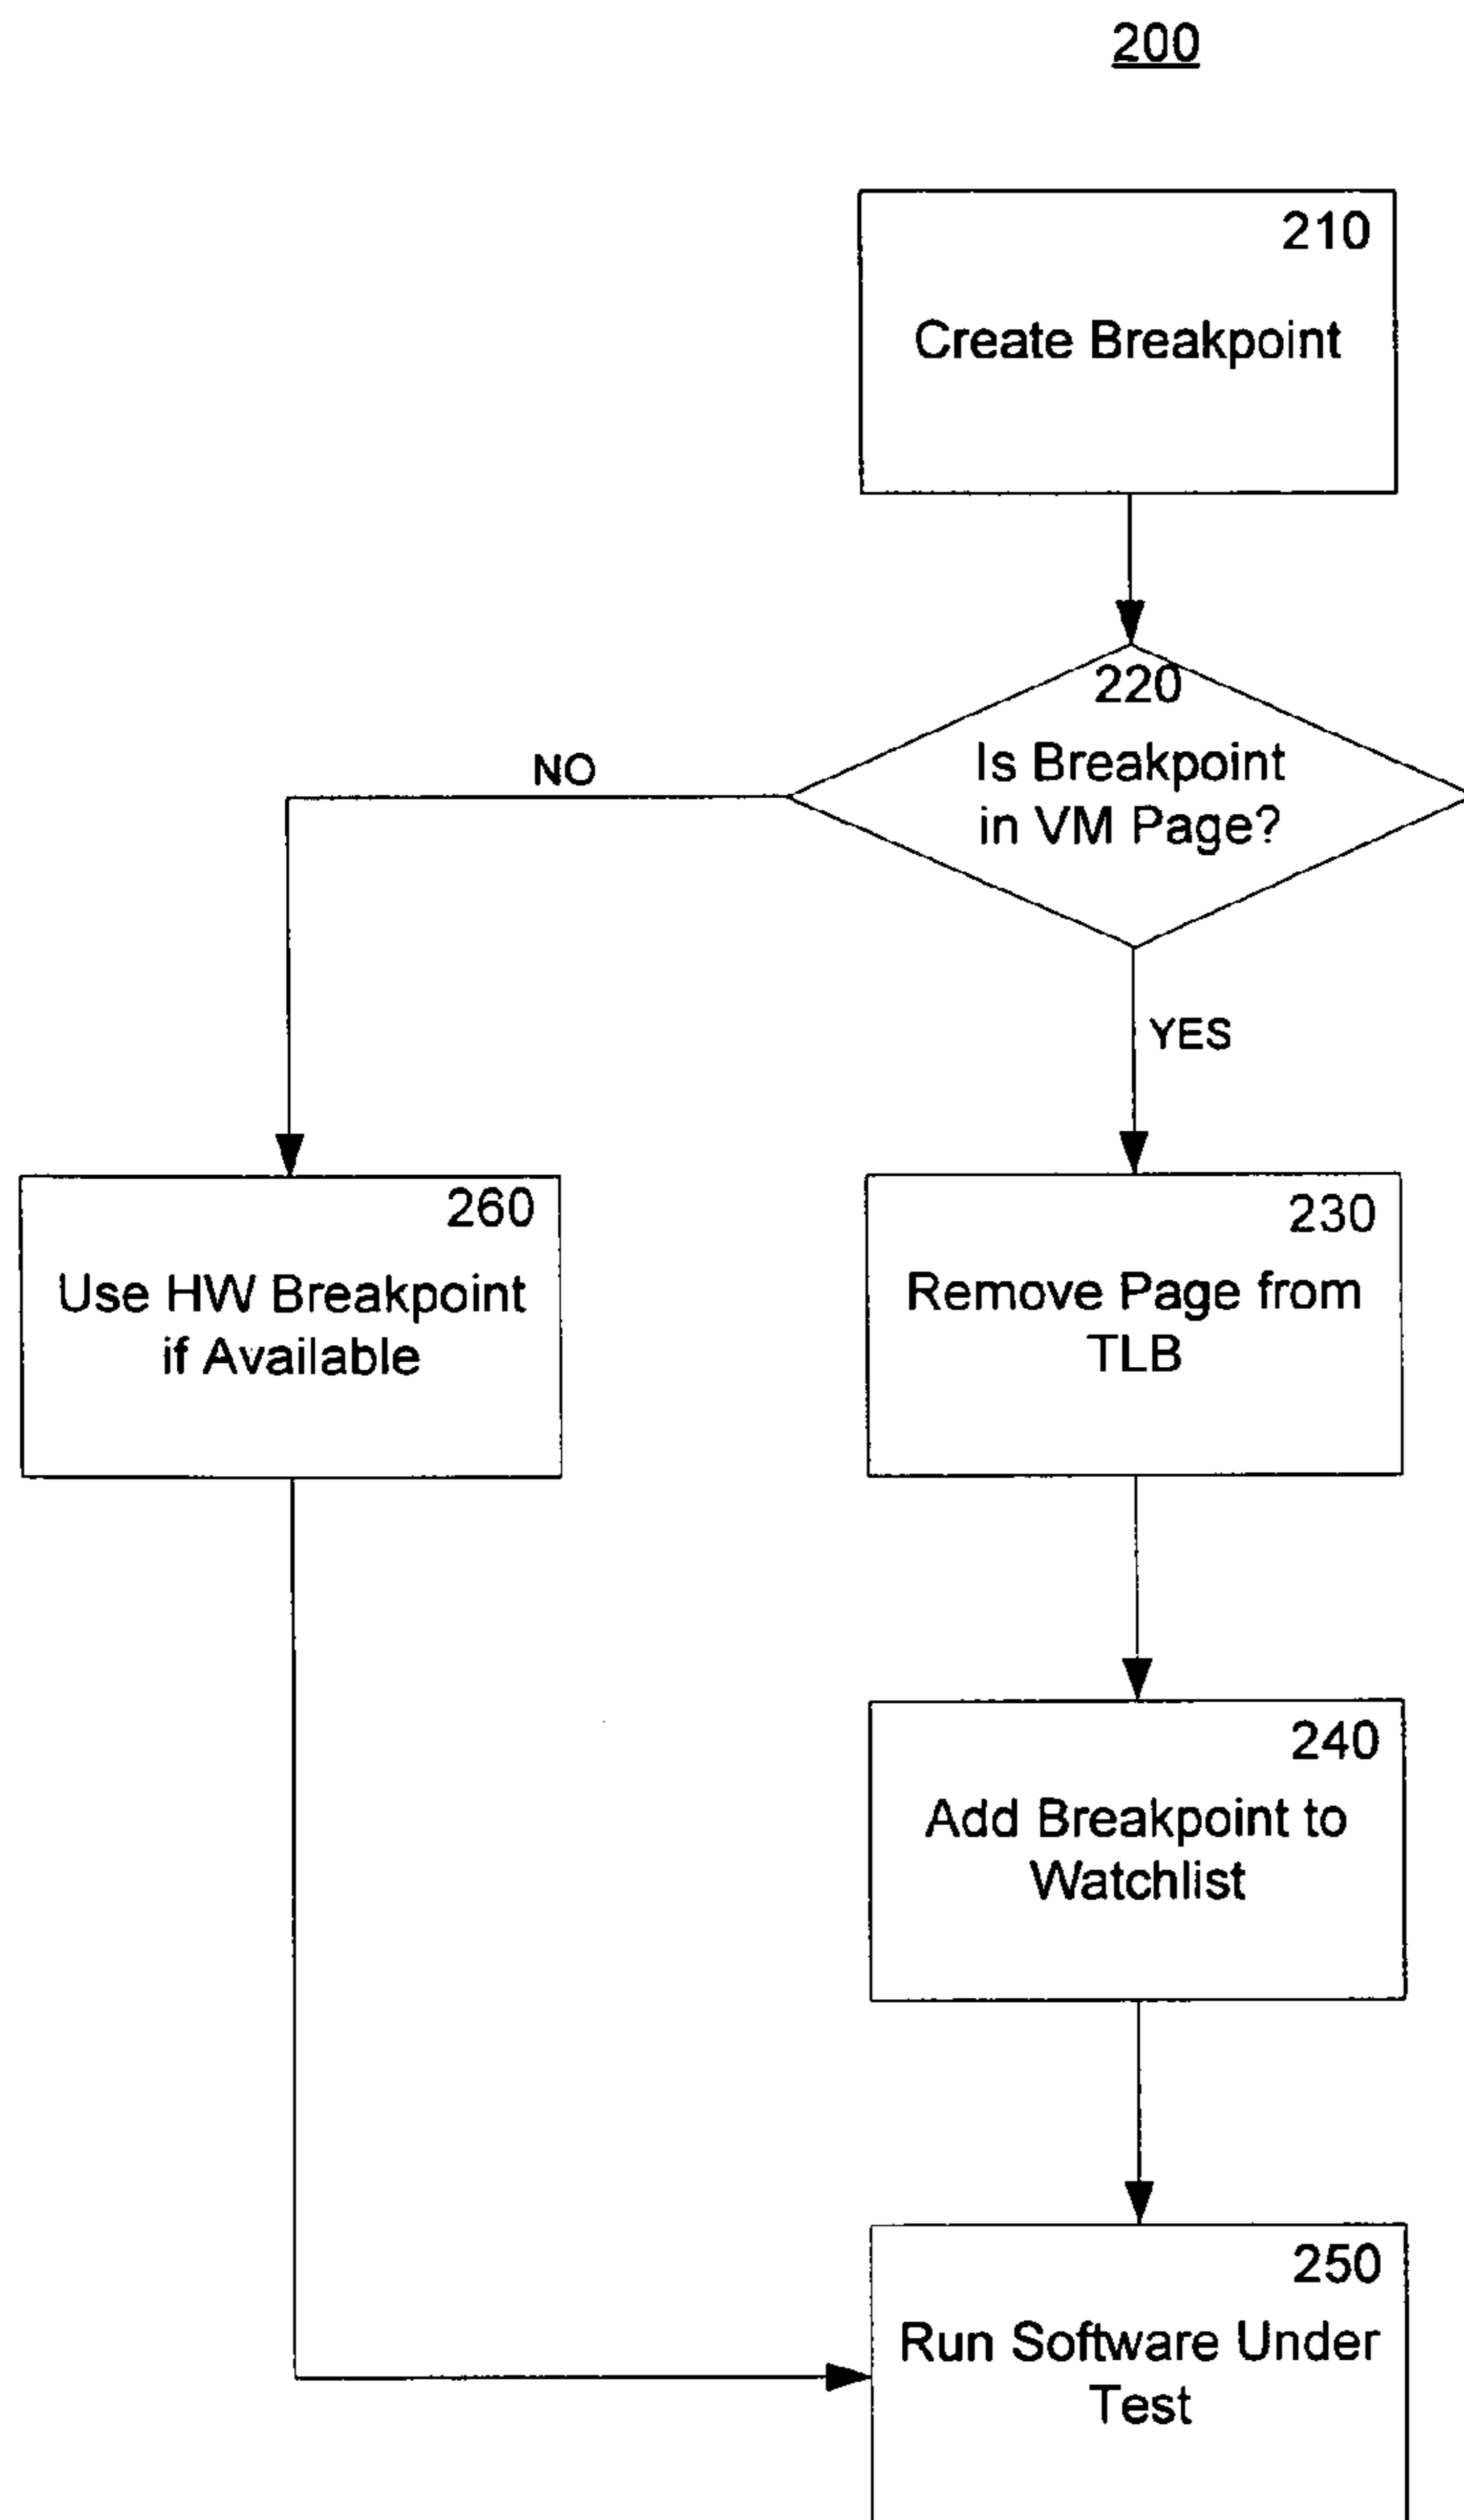 200
210
Create Breakpoint
220
Is Breakpoint
in VM Page?
NO
YES
260
Use HW Breakpoint
if Available
230
Remove Page from
TLB
240
Add Breakpoint to
Watchlist
250
Run Software Under
Test